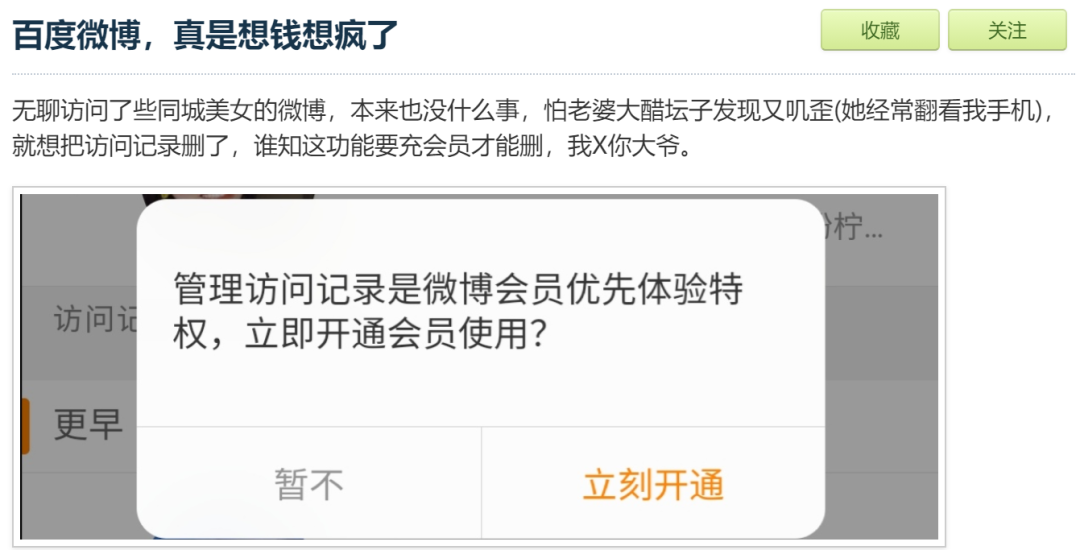 百度微博，真是想钱想疯了
收藏
关注
无聊访问了些同城美女的微博，本来也没什么事，怕老婆大醋坛子发现又叽歪(她经常翻看我手机)，
就想把访问记录删了，谁知这功能要充会员才能删，我X你大爷。
柠...
管理访问记录是微博会员优先体验特
权，立即开通会员使用？
访问记
更早
暂不
立刻开通